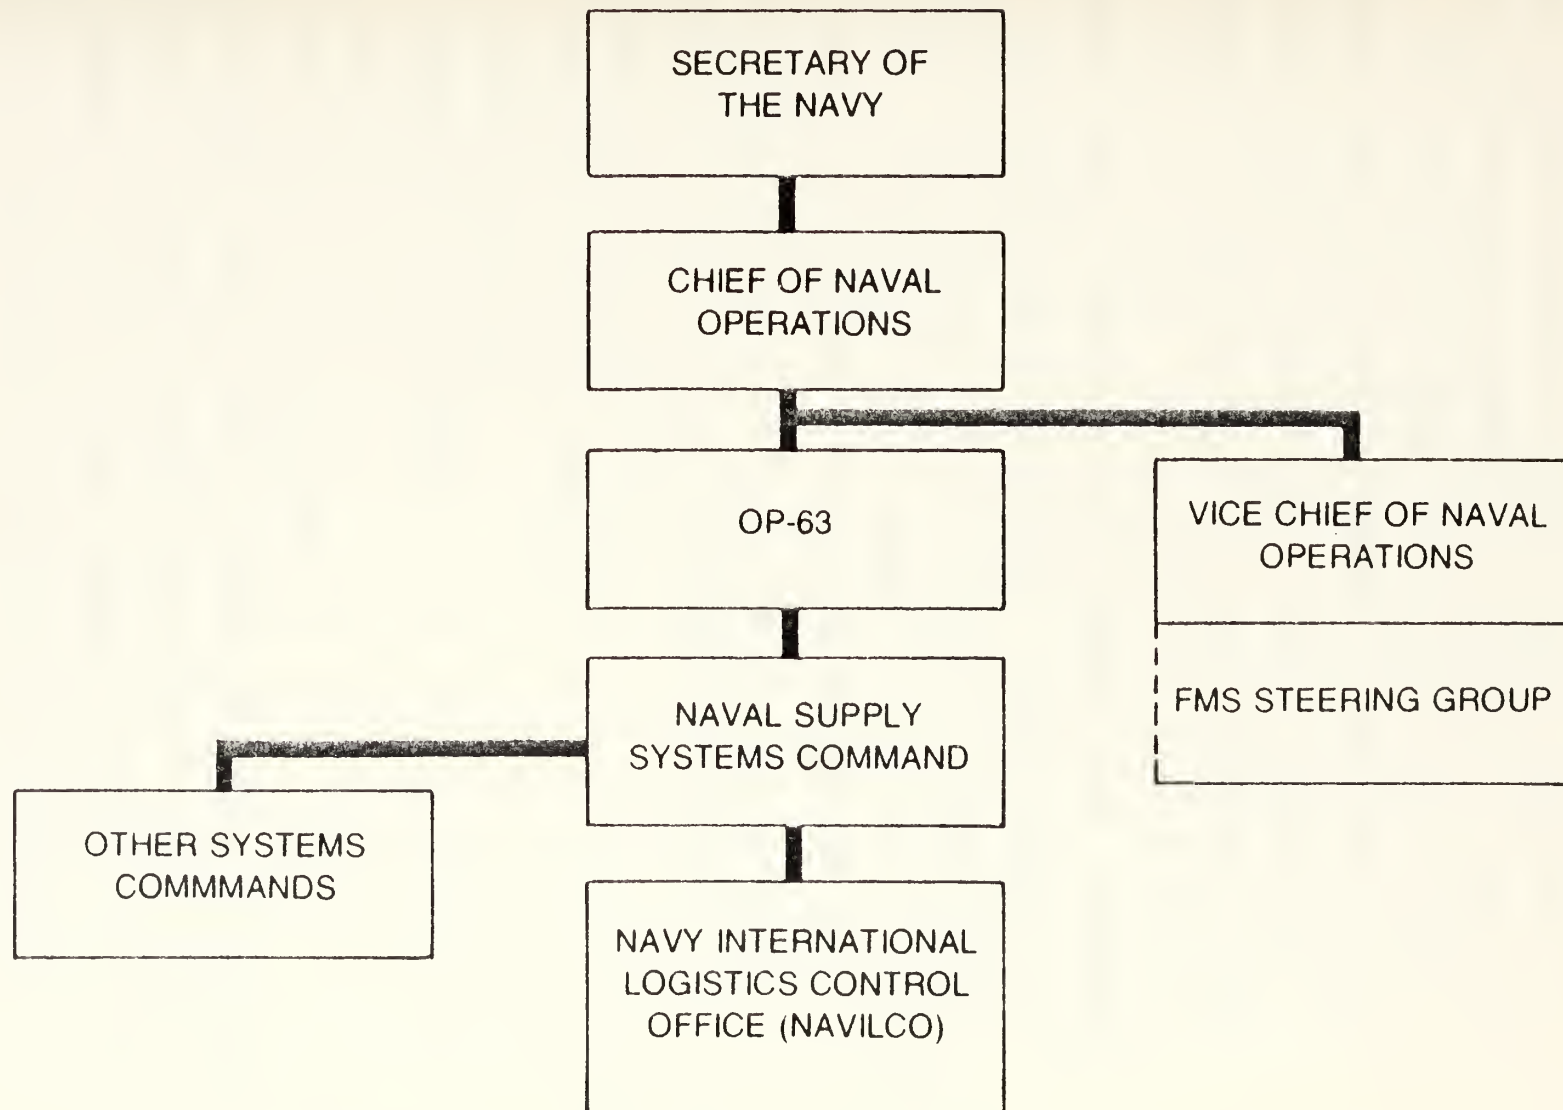 SECRETARY OF
THE NAVY
CHIEF OF NAVAL
OPERATIONS
OP-63
VICE CHIEF OF NAVAL
OPERATIONS
FMS STEERING GROUP
NAVAL SUPPLY
SYSTEMS COMMAND
OTHER SYSTEMS
COMMMANDS
NAVY INTERNATIONAL
LOGISTICS CONTROL
OFFICE (NAVILCO)